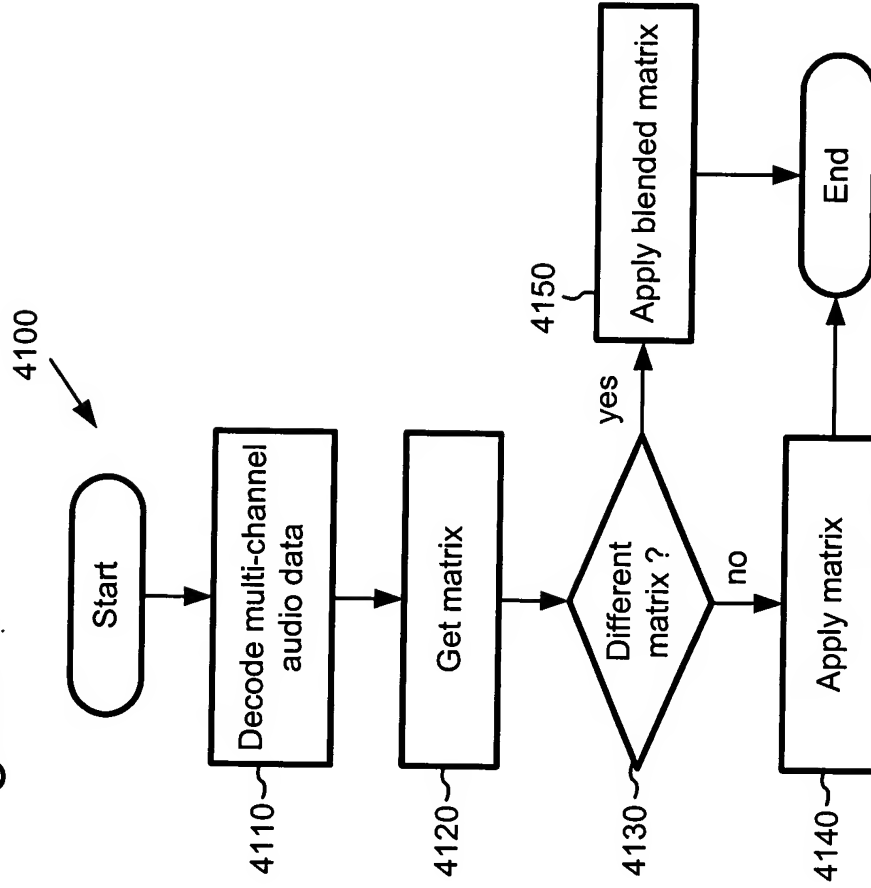 4100
Start
Decode multi-channel
audio data
4110
Get matrix
4120
Different
matrix ?
4130
yes
no
Apply blended matrix
4150
Apply matrix
4140
End